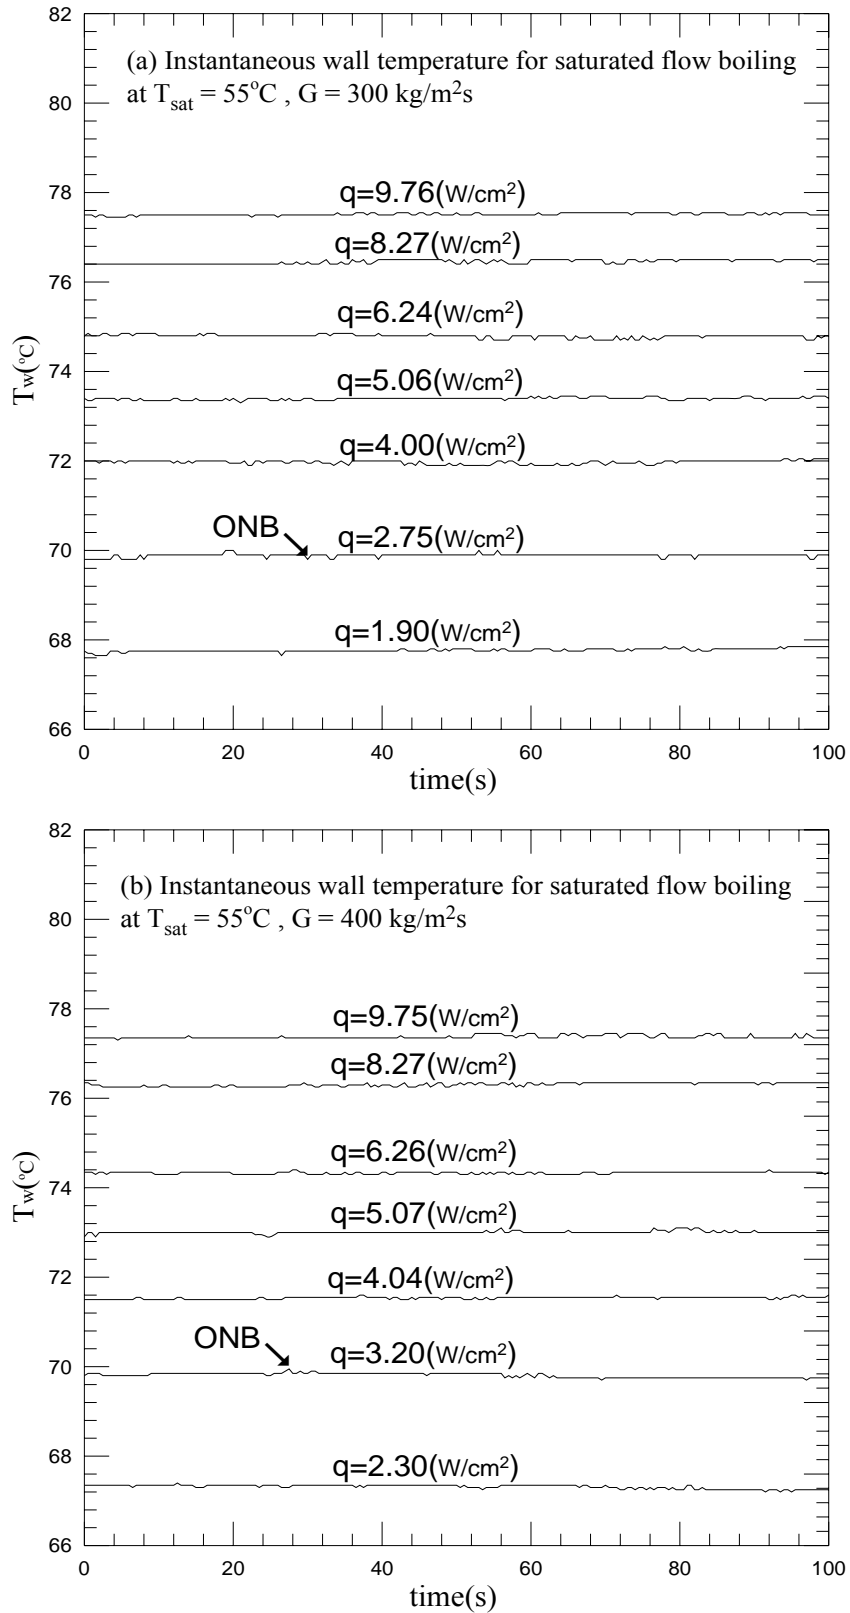 82
(a) Instantaneous wall temperature for saturated flow boiling
at Tsat = 55°C , G = 300 kg/m²s
80
78
q=9.76(W/cm²)
q=8.27(W/cm²)
76
q=6.24(W/cm²)
74
q=5.06(W/cm²)
Tw(°C)
q=4.00(W/cm²)
72
ONB
q=2.75(W/cm²)
70
q=1.90(W/cm²)
68
66
0 20 40 60 80 100
time(s)
82
(b) Instantaneous wall temperature for saturated flow boiling
at Tsat = 55°C , G = 400 kg/m²s
80
78
q=9.75(W/cm²)
q=8.27(W/cm²)
76
q=6.26(W/cm²)
74
Tw(°C)
q=5.07(W/cm²)
72
q=4.04(W/cm²)
ONB
q=3.20(W/cm²)
70
68
q=2.30(W/cm²)
66
0 20 40 60 80 100
time(s)